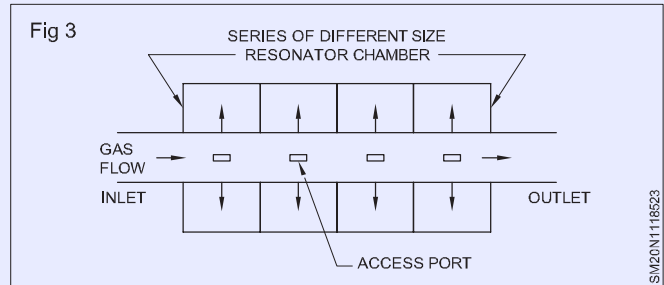 Fig 3
SERIES OF DIFFERENT SIZE
RESONATOR CHAMBER
GAS
FLOW
INLET
OUTLET
ACCESS PORT
SM20N1118523